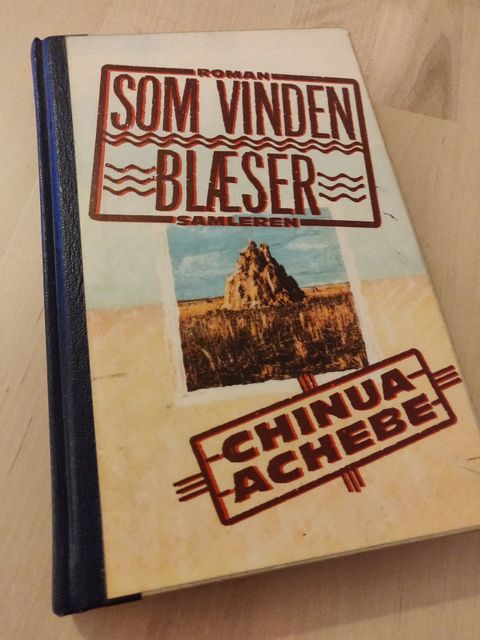 ROMAN
SOM VINDEN
BLÆSER
SAMLEREN
CHINUA
ACHEBE